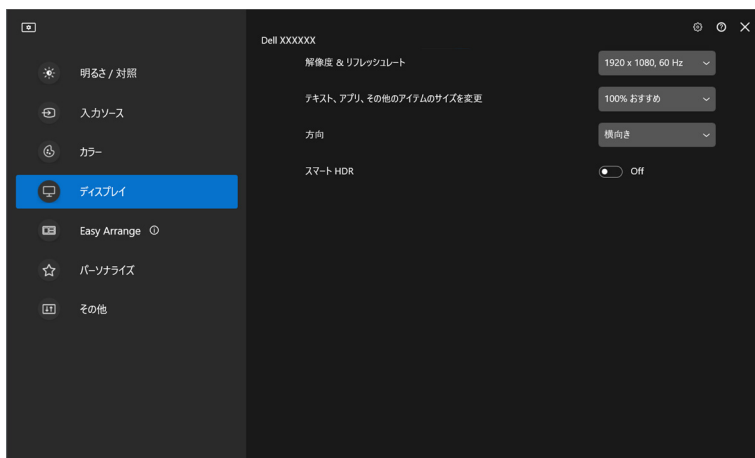 Dell XXXXXX
明るさ / 対照
入力ソース
カラー
ディスプレイ
Easy Arrange
パーソナライズ
その他
解像度 & リフレッシュレート
1920 x 1080, 60 Hz
テキスト、アプリ、その他のアイテムのサイズを変更
100% おすすめ
方向
横向き
スマート HDR
Off